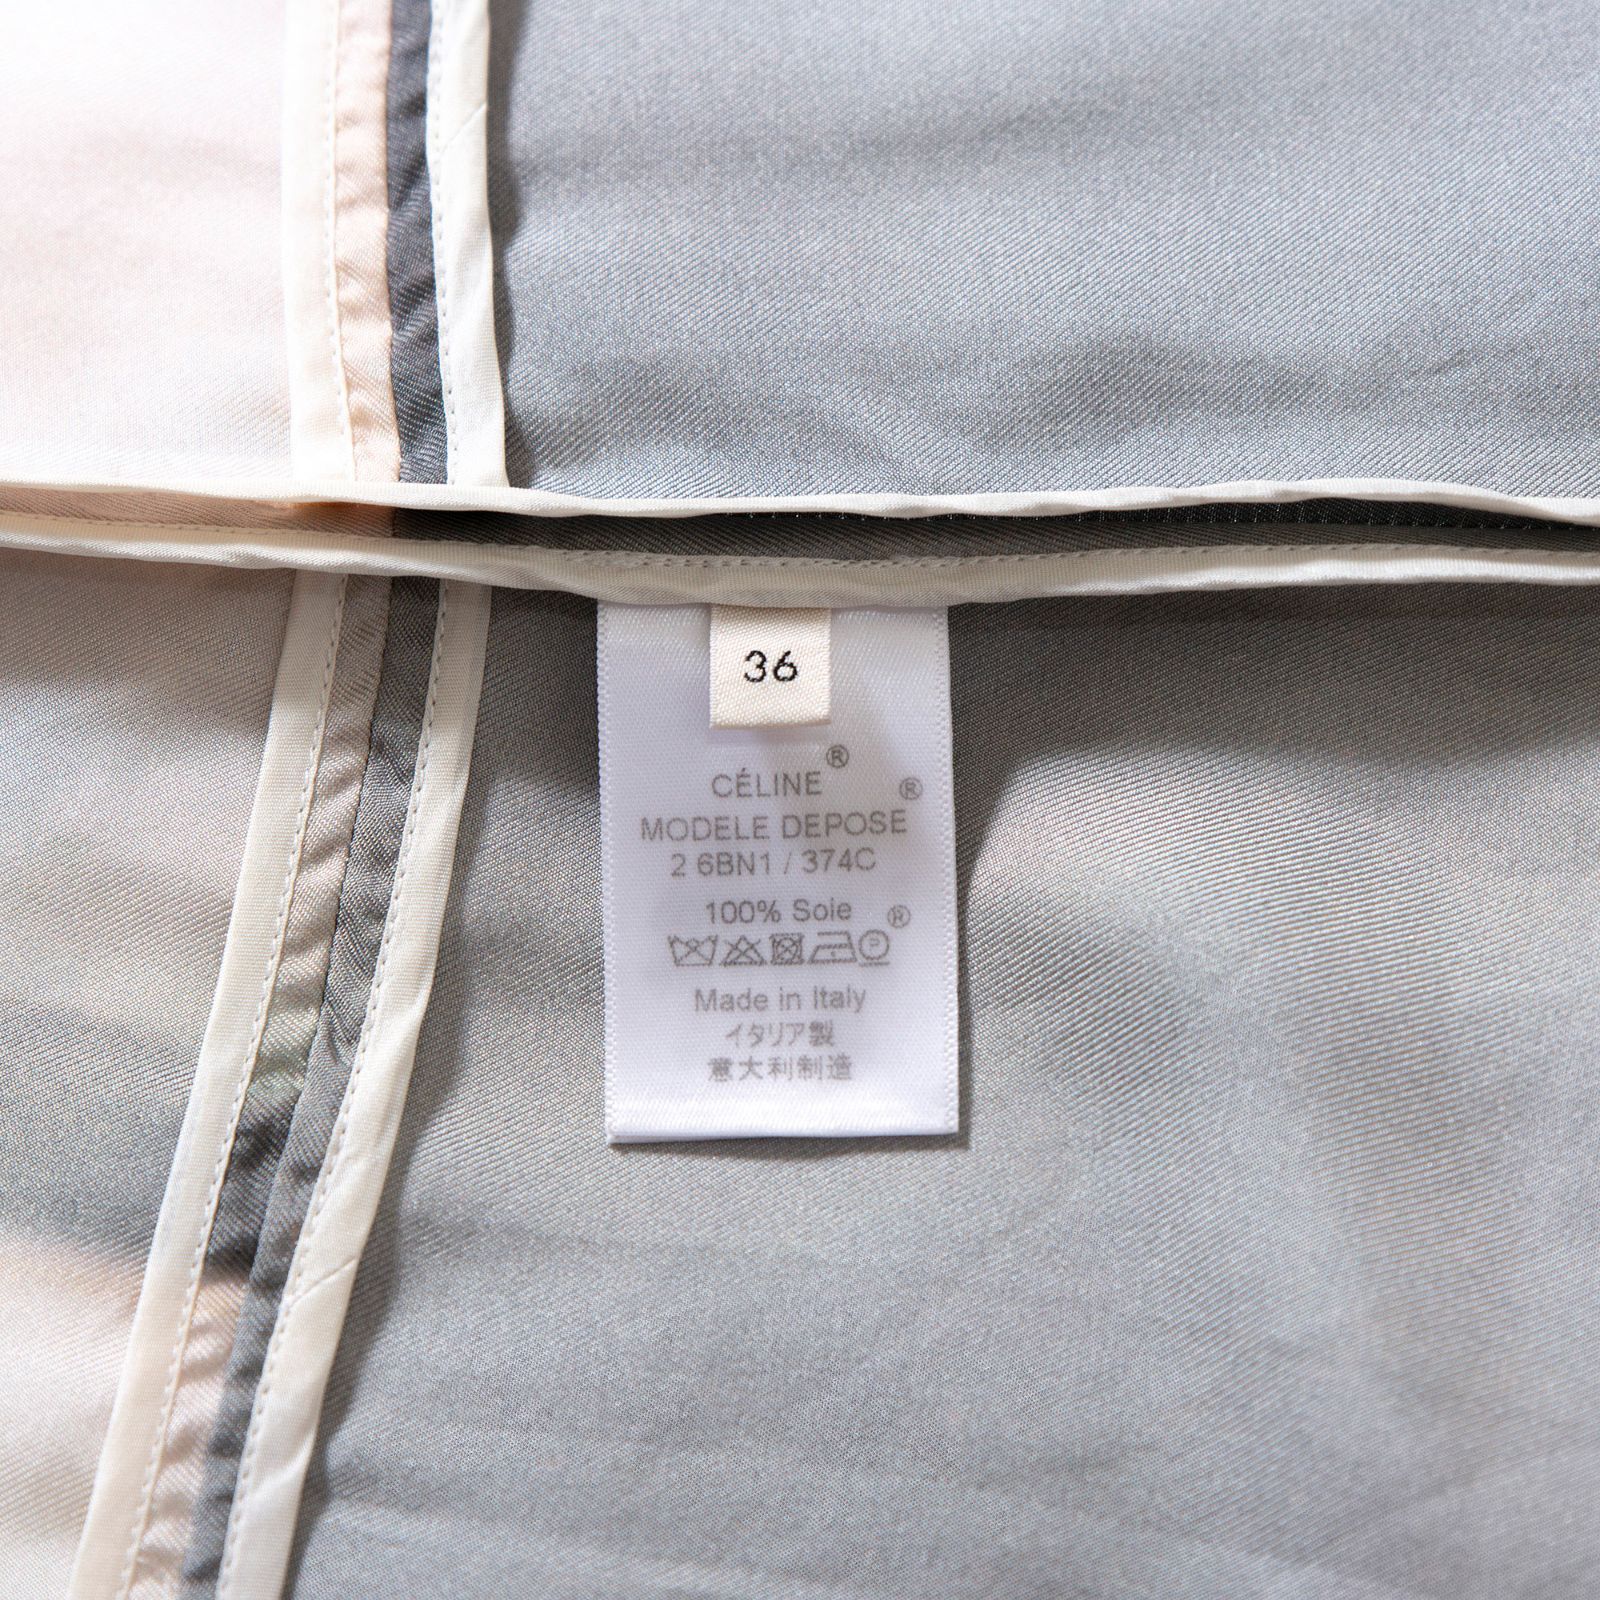 36
CÉLINE®
MODELE DEPOSE®
2 6BN1 / 374C
100% Soie ®
P
Made in Italy
イタリア製
意大利制造